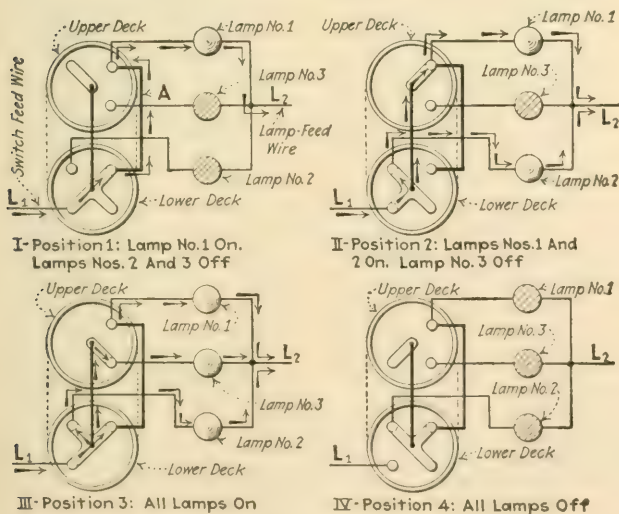 Upper Deck
Lamp No.1
Lamp No.3
A
L2
Lamp-Feed
Wire
Switch Feed Wire
Lamp No.2
L1
Lower Deck
I-Position 1: Lamp No.1 On.
Lamps Nos. 2 And 3 Off
Upper Deck
Lamp No.1
Lamp No.3
L2
Lamp No.2
L1
Lower Deck
II-Position 2: Lamps Nos.1 And
2 On. Lamp No.3 Off
Upper Deck
Lamp No.1
L2
Lamp No.3
Lamp No.2
L1
Lower Deck
III-Position 3: All Lamps On
Upper Deck
Lamp No.1
Lamp No.3
L2
Lamp No.2
L1
Lower Deck
IV-Position 4: All Lamps Off